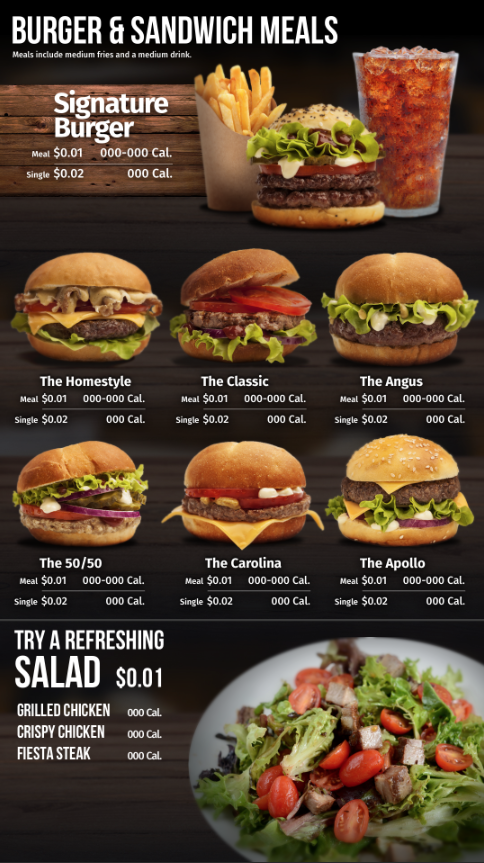 BURGER & SANDWICH MEALS
Meals include medium fries and a medium drink.
Signature
Burger
Meal $0.01 000-000 Cal.
Single $0.02 000 Cal.
The Homestyle
Meal $0.01 000-000 Cal.
Single $0.02 000 Cal.
The Classic
Meal $0.01 000-000 Cal.
Single $0.02 000 Cal.
The Angus
Meal $0.01 000-000 Cal.
Single $0.02 000 Cal.
The 50/50
Meal $0.01 000-000 Cal.
Single $0.02 000 Cal.
The Carolina
Meal $0.01 000-000 Cal.
Single $0.02 000 Cal.
The Apollo
Meal $0.01 000-000 Cal.
Single $0.02 000 Cal.
TRY A REFRESHING
SALAD $0.01
GRILLED CHICKEN 000 Cal.
CRISPY CHICKEN 000 Cal.
FIESTA STEAK 000 Cal.